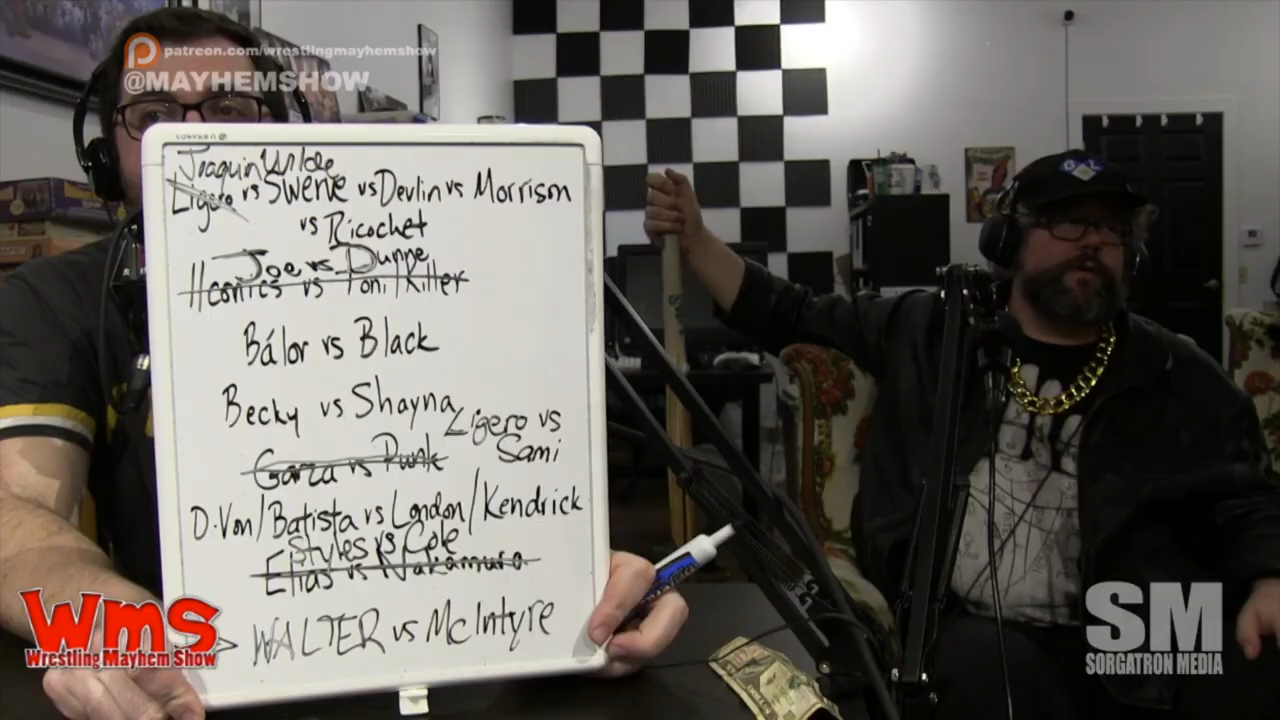 patreon.com/wrestlingmayhemshow
@MAYHEMSHOW
Joaquin Wilde
Ligero vs Swerve vs Devlin vs Morrison
vs Ricochet
Joe vs Dunne
IIconics vs Toni/Killer
Bálor vs Black
Becky vs Shayna
Ligero vs
Sami
Garza vs Punk
D-Von/Batista vs London/Kendrick
Styles vs Cole
Elias vs Nakamura
WALTER vs McIntyre
WMS
Wrestling Mayhem Show
SM
SORGATRON MEDIA